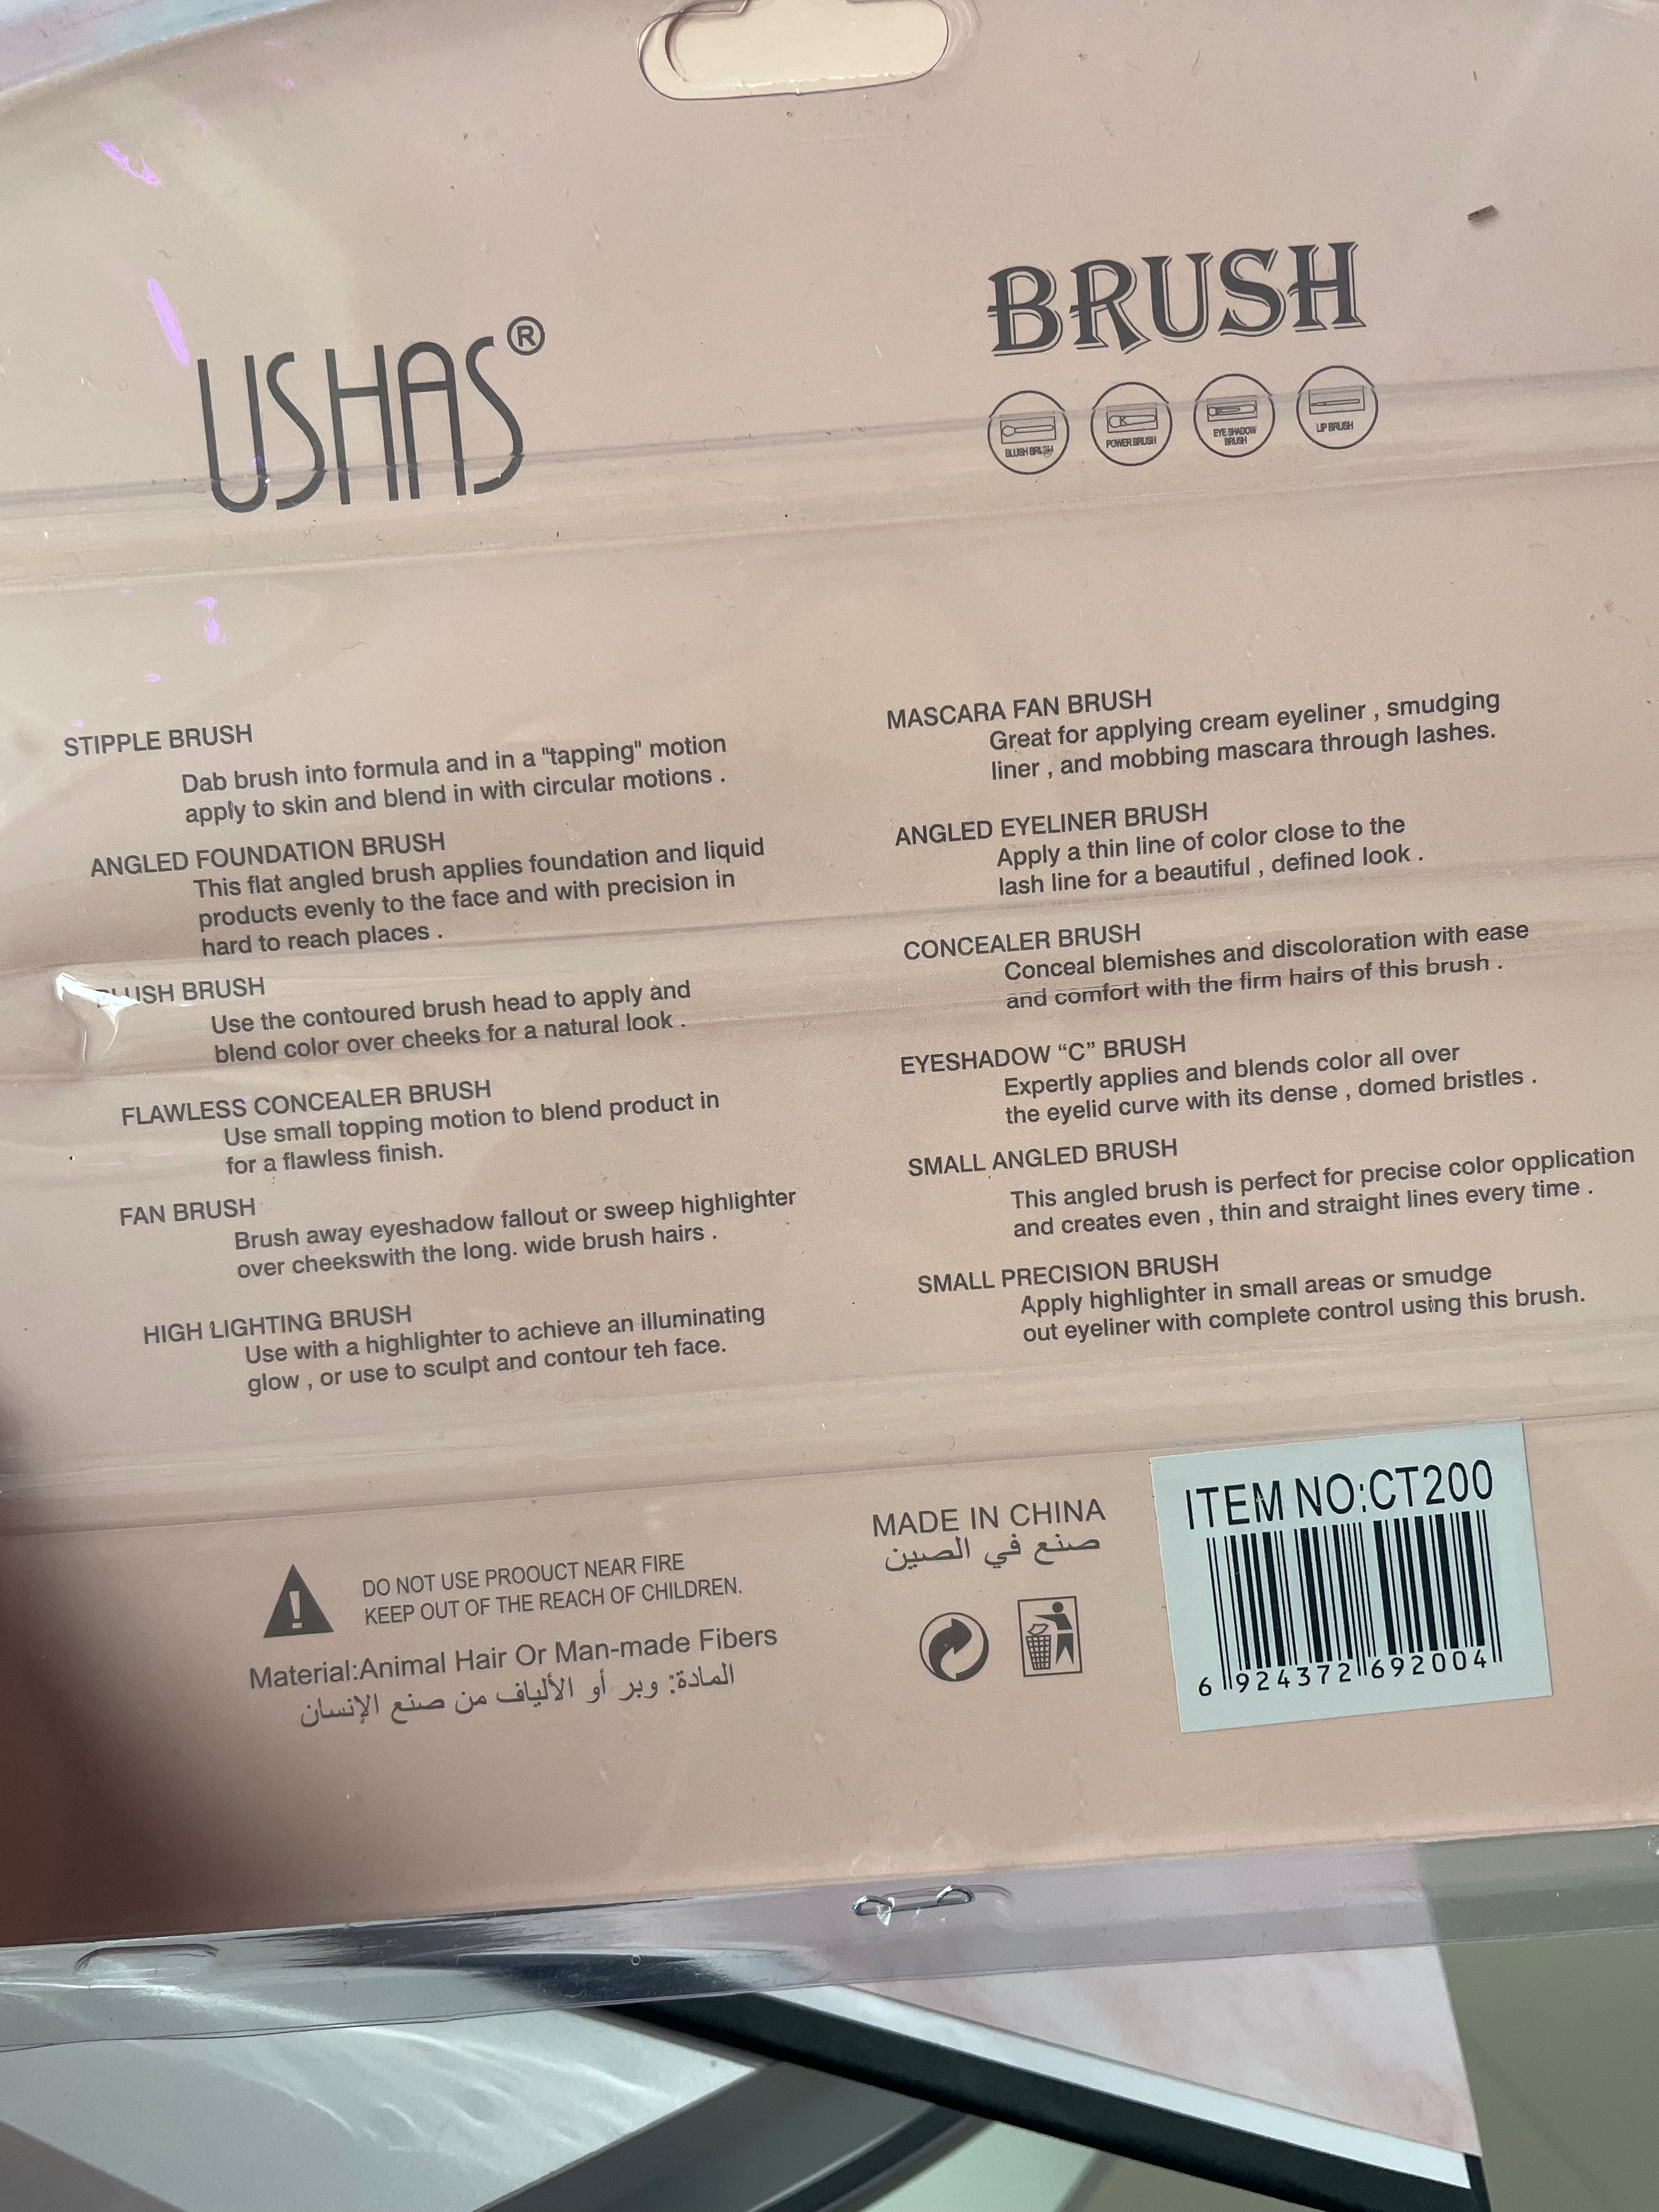 USHAS®
BRUSH
BLUSH BRUSH
POWER BRUSH
EYE SHADOW
BRUSH
LIP BRUSH
STIPPLE BRUSH
Dab brush into formula and in a "tapping" motion
apply to skin and blend in with circular motions .
ANGLED FOUNDATION BRUSH
This flat angled brush applies foundation and liquid
products evenly to the face and with precision in
hard to reach places .
BLUSH BRUSH
Use the contoured brush head to apply and
blend color over cheeks for a natural look .
FLAWLESS CONCEALER BRUSH
Use small topping motion to blend product in
for a flawless finish.
FAN BRUSH
Brush away eyeshadow fallout or sweep highlighter
over cheekswith the long. wide brush hairs .
HIGH LIGHTING BRUSH
Use with a highlighter to achieve an illuminating
glow , or use to sculpt and contour teh face.
MASCARA FAN BRUSH
Great for applying cream eyeliner , smudging
liner , and mobbing mascara through lashes.
ANGLED EYELINER BRUSH
Apply a thin line of color close to the
lash line for a beautiful , defined look .
CONCEALER BRUSH
Conceal blemishes and discoloration with ease
and comfort with the firm hairs of this brush .
EYESHADOW “C” BRUSH
Expertly applies and blends color all over
the eyelid curve with its dense , domed bristles .
SMALL ANGLED BRUSH
This angled brush is perfect for precise color opplication
and creates even , thin and straight lines every time .
SMALL PRECISION BRUSH
Apply highlighter in small areas or smudge
out eyeliner with complete control using this brush.
DO NOT USE PROOUCT NEAR FIRE
KEEP OUT OF THE REACH OF CHILDREN.
Material:Animal Hair Or Man-made Fibers
المادة: وبر أو الألياف من صنع الإنسان
MADE IN CHINA
صنع في الصين
ITEM NO:CT200
6 924372 692004